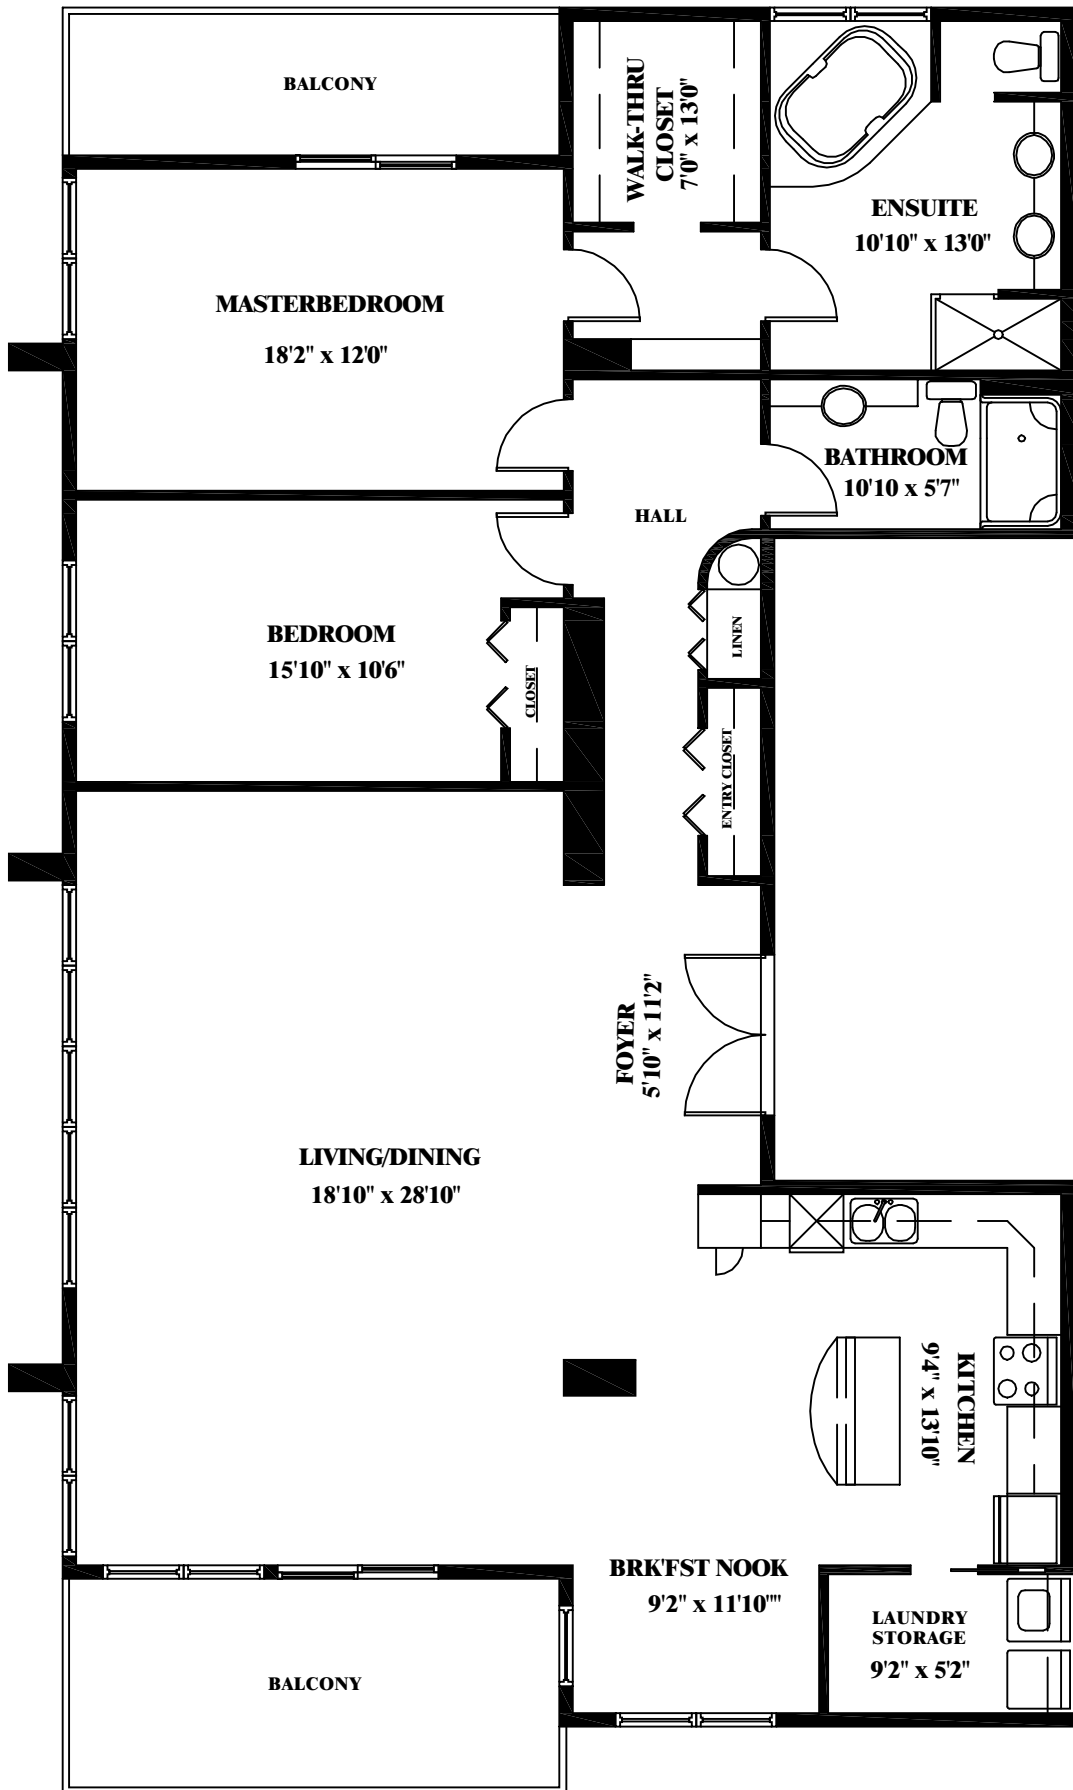 BALCONY
WALK-THRU
CLOSET
7'0" x 13'0"
ENSUITE
10'10" x 13'0"
MASTERBEDROOM
18'2" x 12'0"
BATHROOM
10'10 x 5'7"
HALL
BEDROOM
15'10" x 10'6"
CLOSET
LINEN
ENTRY CLOSET
FOYER
5'10" x 11'2"
LIVING/DINING
18'10" x 28'10"
KITCHEN
9'4" x 13'10"
BRK'FST NOOK
9'2" x 11'10""
LAUNDRY
STORAGE
9'2" x 5'2"
BALCONY